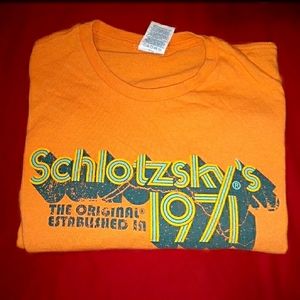 Schlotzsky's®
THE ORIGINAL®
ESTABLISHED IN
1971